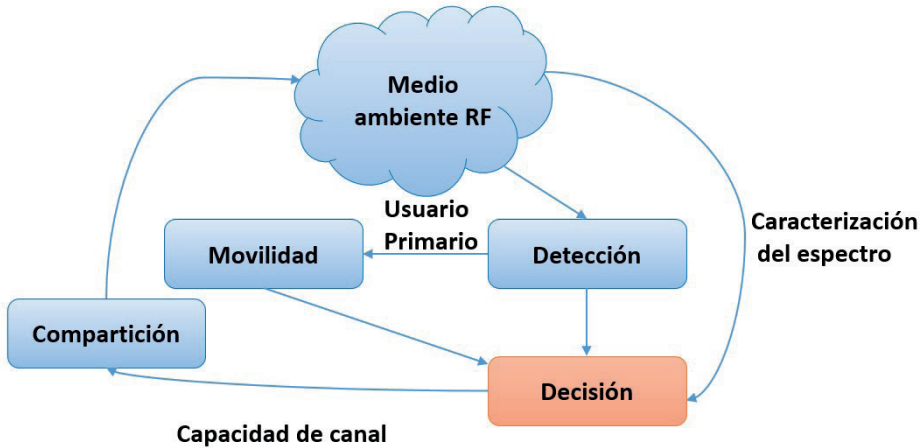 Medio
ambiente RF
Usuario
Primario
Caracterización
del espectro
Movilidad
Detección
Compartición
Decisión
Capacidad de canal